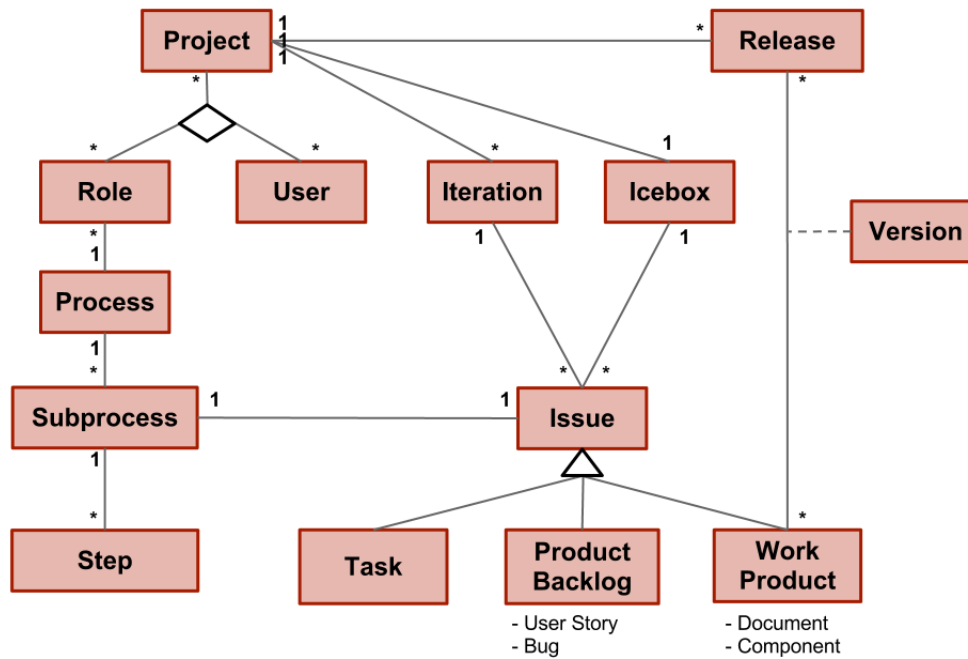 Project
1
1
1
*
Release
*
*
*
*
*
1
Role
User
Iteration
Icebox
*
1
1
Version
1
Process
1
*
*
*
Subprocess
1
1
Issue
1
*
*
Step
Task
Product
Backlog
Work
Product
- User Story
- Bug
- Document
- Component